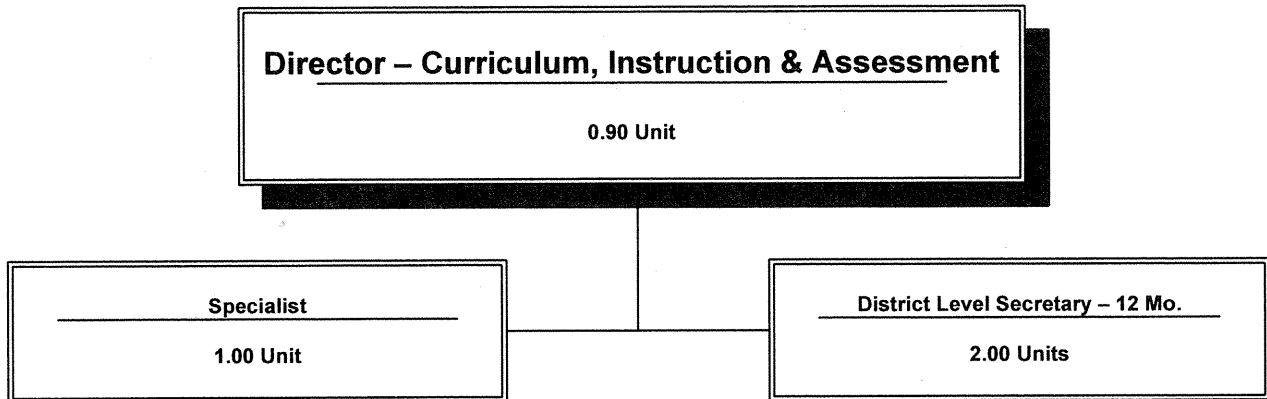 Director – Curriculum, Instruction & Assessment
0.90 Unit
Specialist
1.00 Unit
District Level Secretary – 12 Mo.
2.00 Units